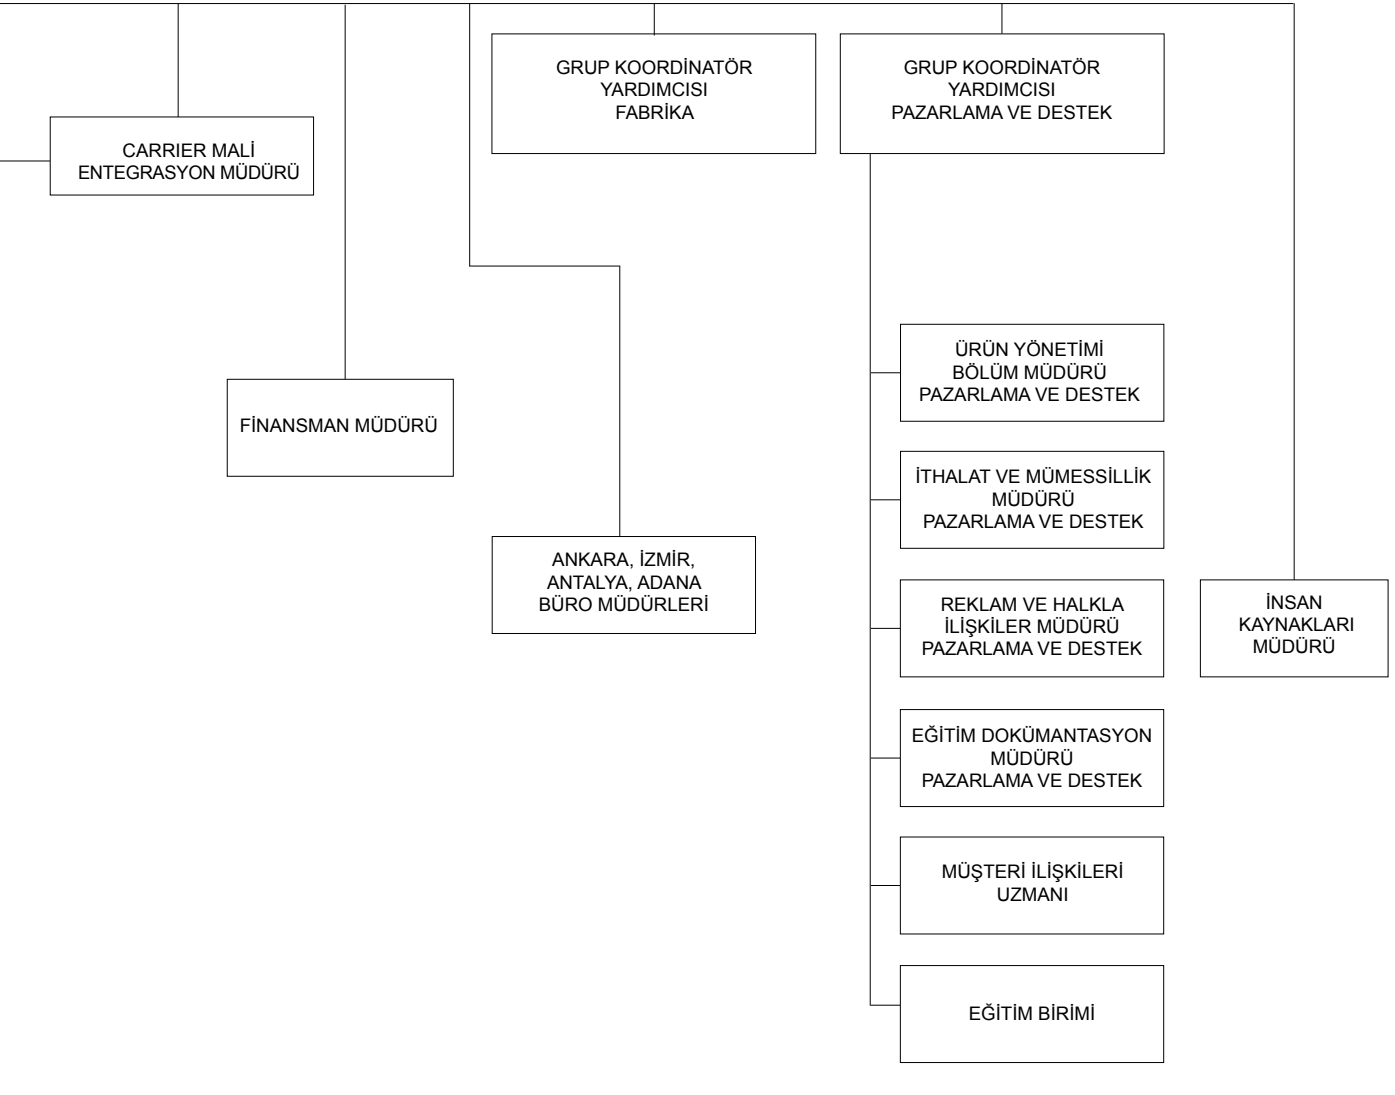 GRUP KOORDİNATÖR
YARDIMCISI
FABRİKA
GRUP KOORDİNATÖR
YARDIMCISI
PAZARLAMA VE DESTEK
CARRIER MALİ
ENTEGRASYON MÜDÜRÜ
ÜRÜN YÖNETİMİ
BÖLÜM MÜDÜRÜ
PAZARLAMA VE DESTEK
FİNANSMAN MÜDÜRÜ
İTHALAT VE MÜMESSİLLİK
MÜDÜRÜ
PAZARLAMA VE DESTEK
ANKARA, İZMİR,
ANTALYA, ADANA
BÜRO MÜDÜRLERİ
REKLAM VE HALKLA
İLİŞKİLER MÜDÜRÜ
PAZARLAMA VE DESTEK
İNSAN
KAYNAKLARI
MÜDÜRÜ
EĞİTİM DOKÜMANTASYON
MÜDÜRÜ
PAZARLAMA VE DESTEK
MÜŞTERİ İLİŞKİLERİ
UZMANI
EĞİTİM BİRİMİ